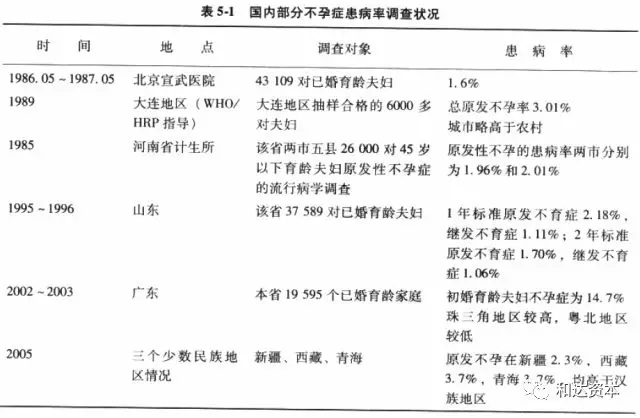 表 5-1 国内部分不孕症患病率调查状况
时 间 地 点 调查对象 患 病 率
1986.05~1987.05 北京宣武医院 43 109 对已婚育龄夫妇 1.6%
1989 大连地区（WHO/ 大连地区抽样合格的 6000 多 总原发不孕率 3.01%
HRP 指导） 对夫妇 城市略高于农村
1985 河南省计生所 该省两市五县 26 000 对 45 岁 原发性不孕的患病率两市分别
以下育龄夫妇原发性不孕症 为 1.96% 和 2.01%
的流行病学调查
1995~1996 山东 该省 37 589 对已婚育龄夫妇 1 年标准原发不育症 2.18%，
继发不育症 1.11%；2 年标准
原发不育症 1.70%，继发不育
症 1.06%
2002~2003 广东 本省 19 595 个已婚育龄家庭 初婚育龄夫妇不孕症为 14.7%
珠三角地区较高，粤北地区
较低
2005 三个少数民族地 新疆、西藏、青海 原发不孕在新疆 2.3%，西藏
区情况 3.7%，青海 3.7%，均高于汉
族地区
和达资本